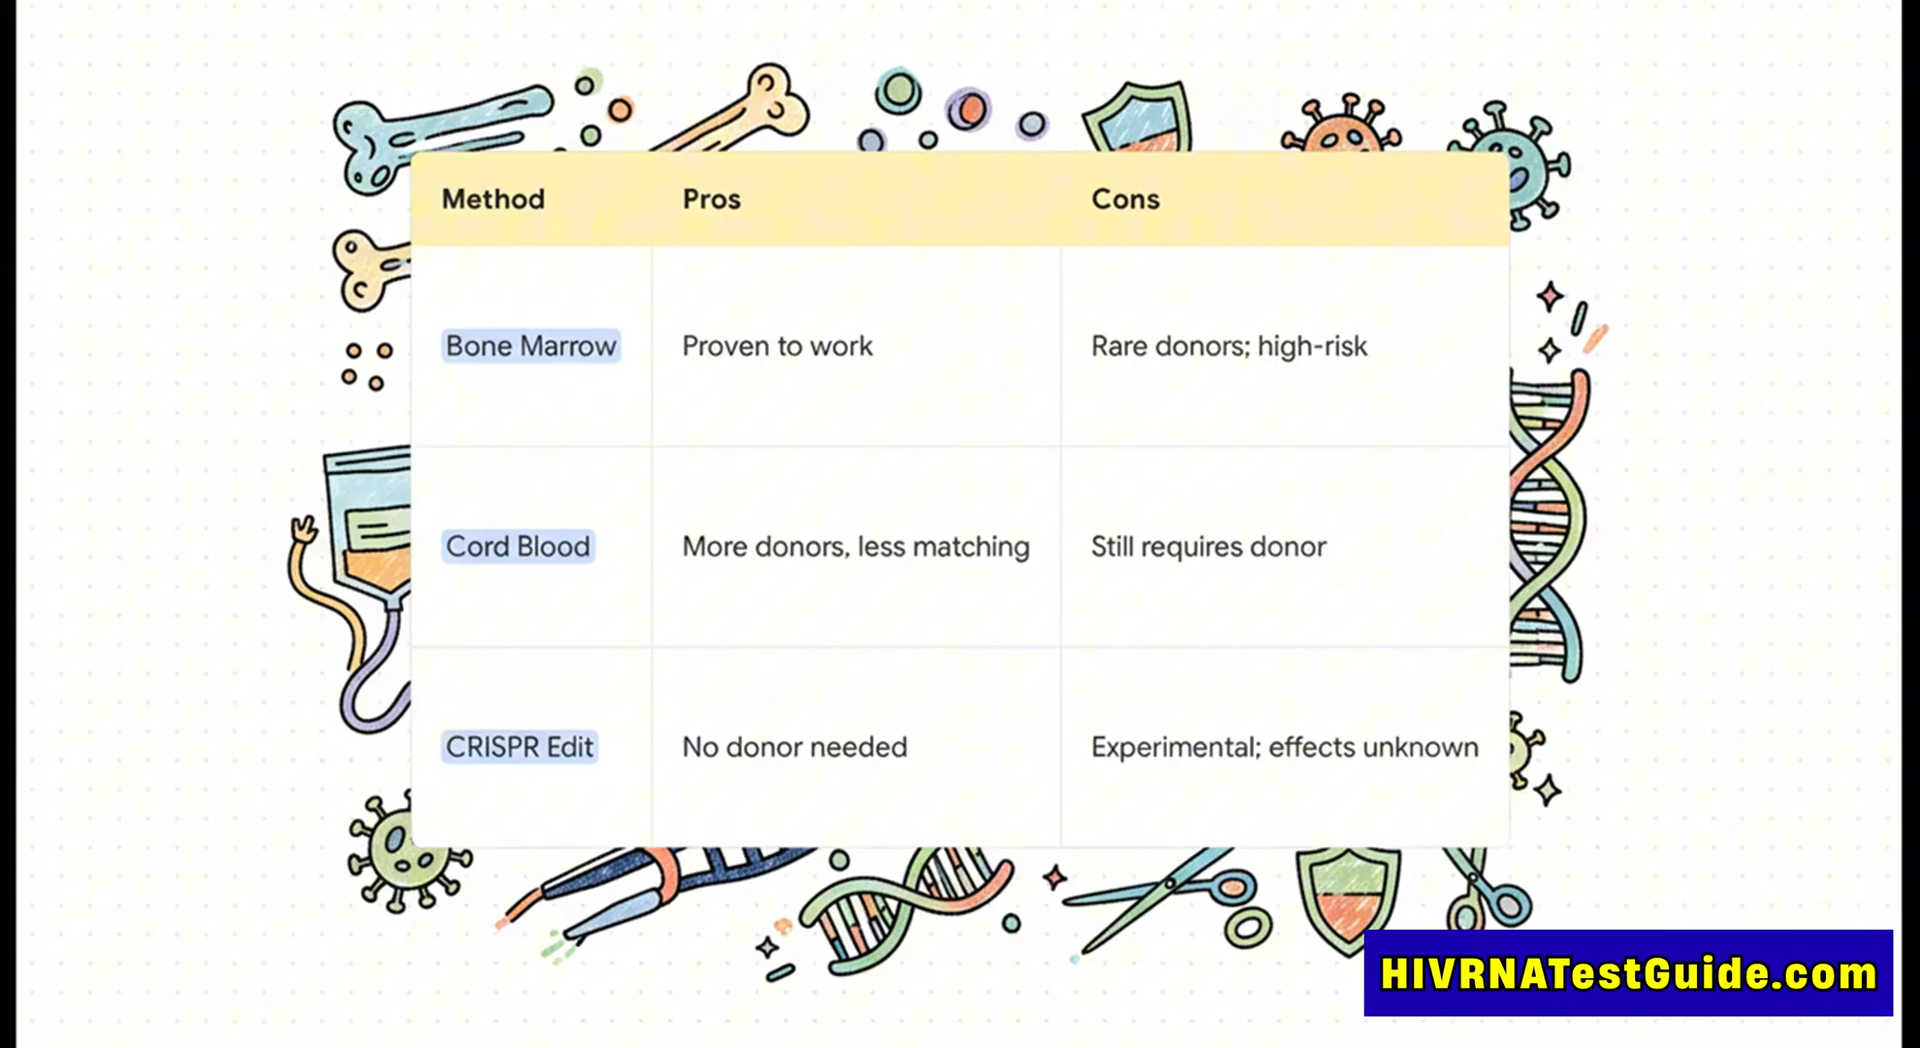 Method Pros Cons
Bone Marrow Proven to work Rare donors; high-risk
Cord Blood More donors, less matching Still requires donor
CRISPR Edit No donor needed Experimental; effects unknown
HIVRNATestGuide.com